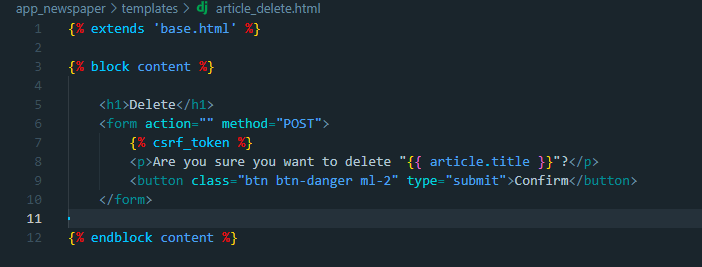 app_newspaper > templates > dj article_delete.html
1 {% extends 'base.html' %}
2
3 {% block content %}
4
5 <h1>Delete</h1>
6 <form action="" method="POST">
7 {% csrf_token %}
8 <p>Are you sure you want to delete "{{ article.title }}"?</p>
9 <button class="btn btn-danger ml-2" type="submit">Confirm</button>
10 </form>
11
12 {% endblock content %}